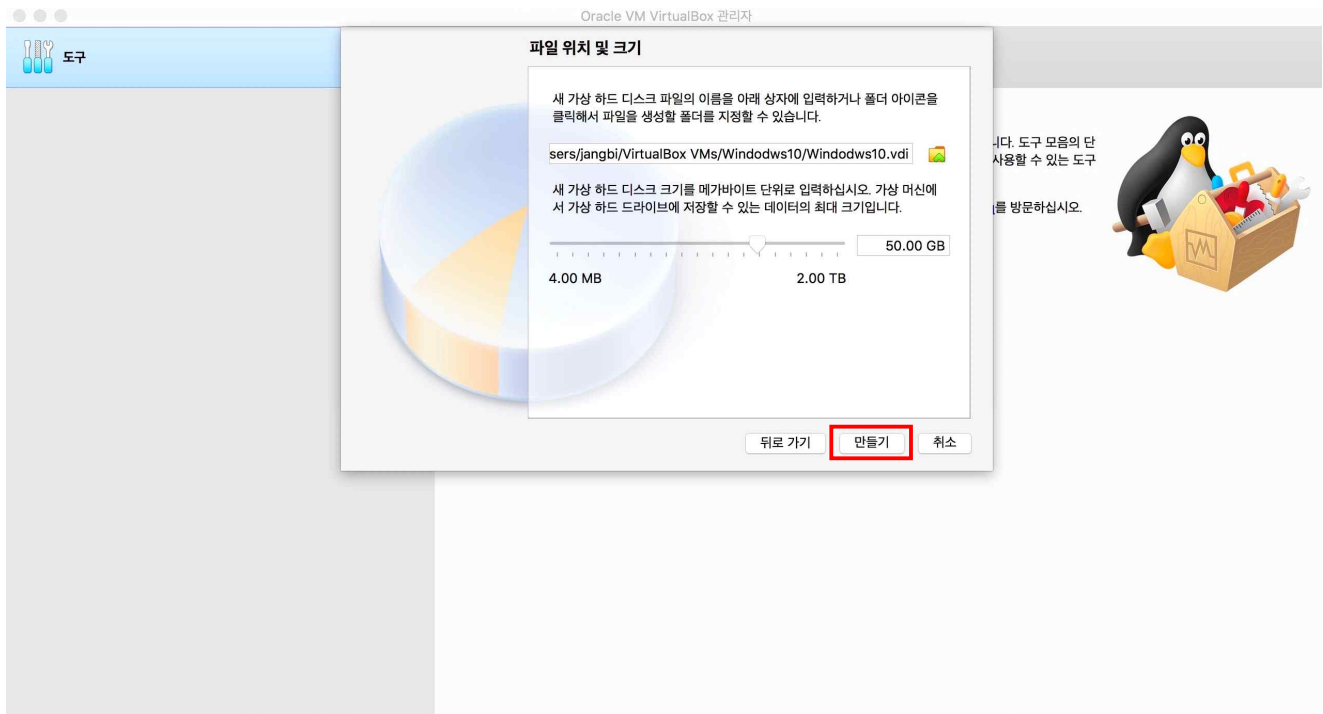 Oracle VM VirtualBox 관리자
도구
파일 위치 및 크기
새 가상 하드 디스크 파일의 이름을 아래 상자에 입력하거나 폴더 아이콘을
클릭해서 파일을 생성할 폴더를 지정할 수 있습니다.
sers/jangbi/VirtualBox VMs/Windodws10/Windodws10.vdi
새 가상 하드 디스크 크기를 메가바이트 단위로 입력하십시오. 가상 머신에
서 가상 하드 드라이브에 저장할 수 있는 데이터의 최대 크기입니다.
50.00 GB
4.00 MB 2.00 TB
뒤로 가기 만들기 취소
니다. 도구 모음의 단
사용할 수 있는 도구
를 방문하십시오.